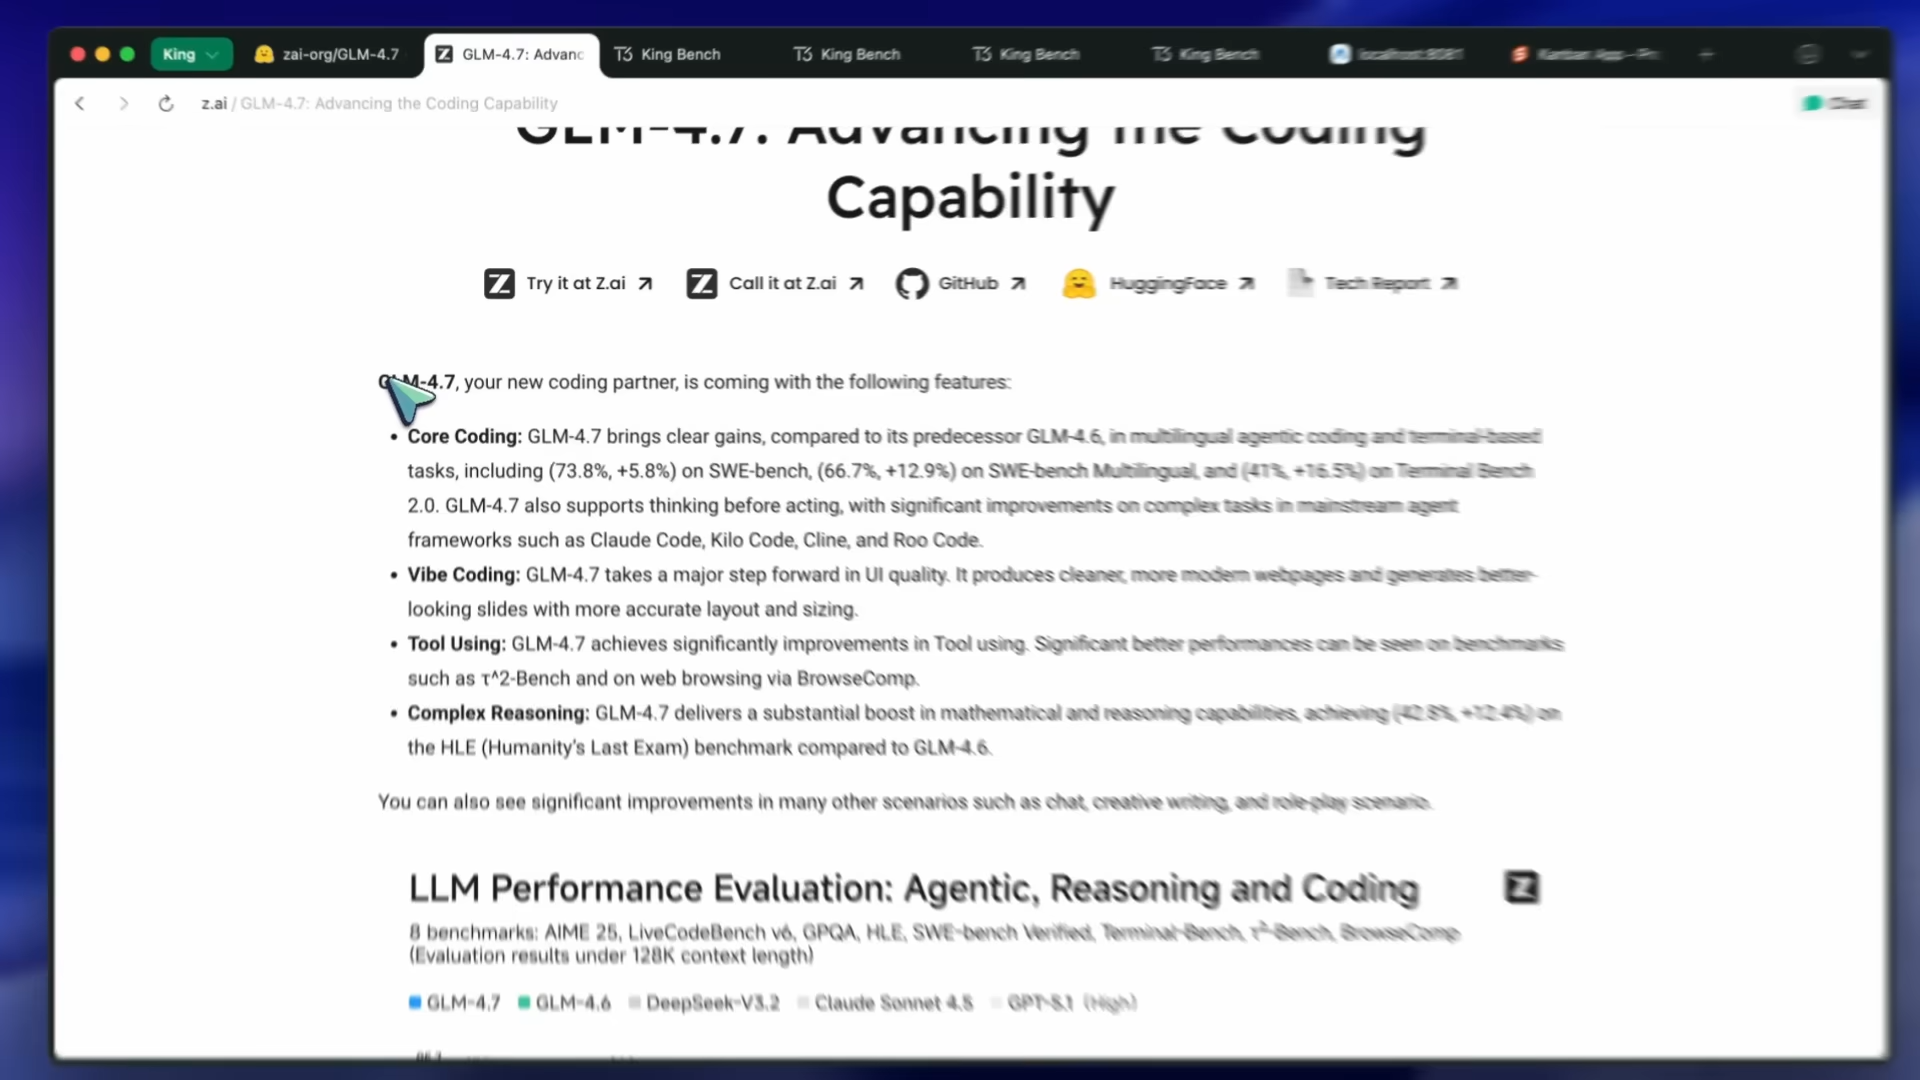 King
zai-org/GLM-4.7
GLM-4.7: Advanc
King Bench
King Bench
King Bench
King Bench
localhost:8081
Kanban App—Pr
z.ai / GLM-4.7: Advancing the Coding Capability
Chat
GLM-4.7: Advancing the Coding
Capability
Try it at Z.ai
Call it at Z.ai
GitHub
HuggingFace
Tech Report
GLM-4.7, your new coding partner, is coming with the following features:
• Core Coding: GLM-4.7 brings clear gains, compared to its predecessor GLM-4.6, in multilingual agentic coding and terminal-based
tasks, including (73.8%, +5.8%) on SWE-bench, (66.7%, +12.9%) on SWE-bench Multilingual, and (41%, +16.5%) on Terminal Bench
2.0. GLM-4.7 also supports thinking before acting, with significant improvements on complex tasks in mainstream agent
frameworks such as Claude Code, Kilo Code, Cline, and Roo Code.
• Vibe Coding: GLM-4.7 takes a major step forward in UI quality. It produces cleaner, more modern webpages and generates better-
looking slides with more accurate layout and sizing.
• Tool Using: GLM-4.7 achieves significantly improvements in Tool using. Significant better performances can be seen on benchmarks
such as τ^2-Bench and on web browsing via BrowseComp.
• Complex Reasoning: GLM-4.7 delivers a substantial boost in mathematical and reasoning capabilities, achieving (42.8%, +12.4%) on
the HLE (Humanity's Last Exam) benchmark compared to GLM-4.6.
You can also see significant improvements in many other scenarios such as chat, creative writing, and role-play scenario.
LLM Performance Evaluation: Agentic, Reasoning and Coding
8 benchmarks: AIME 25, LiveCodeBench v6, GPQA, HLE, SWE-bench Verified, Terminal-Bench, τ²-Bench, BrowseComp
(Evaluation results under 128K context length)
GLM-4.7
GLM-4.6
DeepSeek-V3.2
Claude Sonnet 4.5
GPT-5.1 (High)